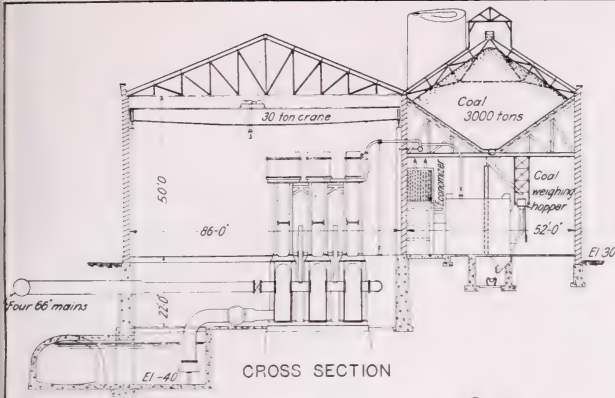 Coal
3000 tons
30 ton crane
Economizer
Coal
weighing
hopper
50'0
86'-0"
52'-0"
El 30
Four 66" mains
22'0
El -40
CROSS SECTION